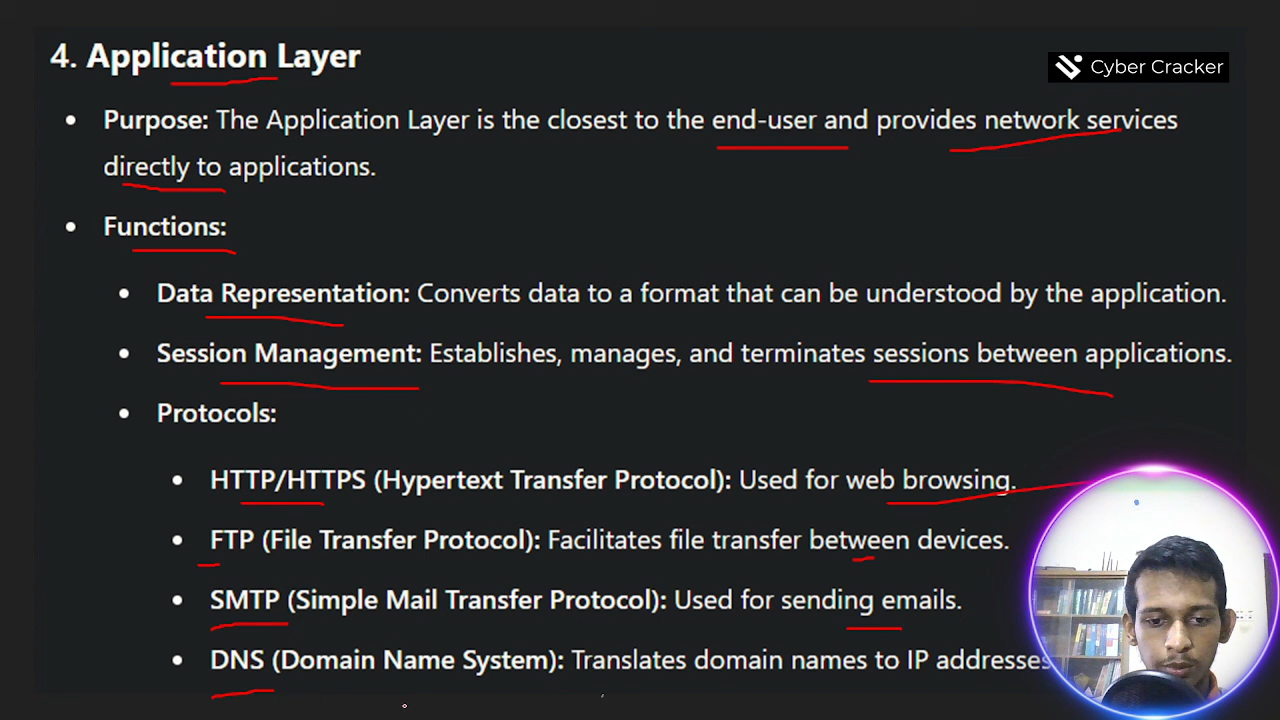 4. Application Layer
Cyber Cracker
• Purpose: The Application Layer is the closest to the end-user and provides network services
directly to applications.
• Functions:
• Data Representation: Converts data to a format that can be understood by the application.
• Session Management: Establishes, manages, and terminates sessions between applications.
• Protocols:
• HTTP/HTTPS (Hypertext Transfer Protocol): Used for web browsing.
• FTP (File Transfer Protocol): Facilitates file transfer between devices.
• SMTP (Simple Mail Transfer Protocol): Used for sending emails.
• DNS (Domain Name System): Translates domain names to IP addresses